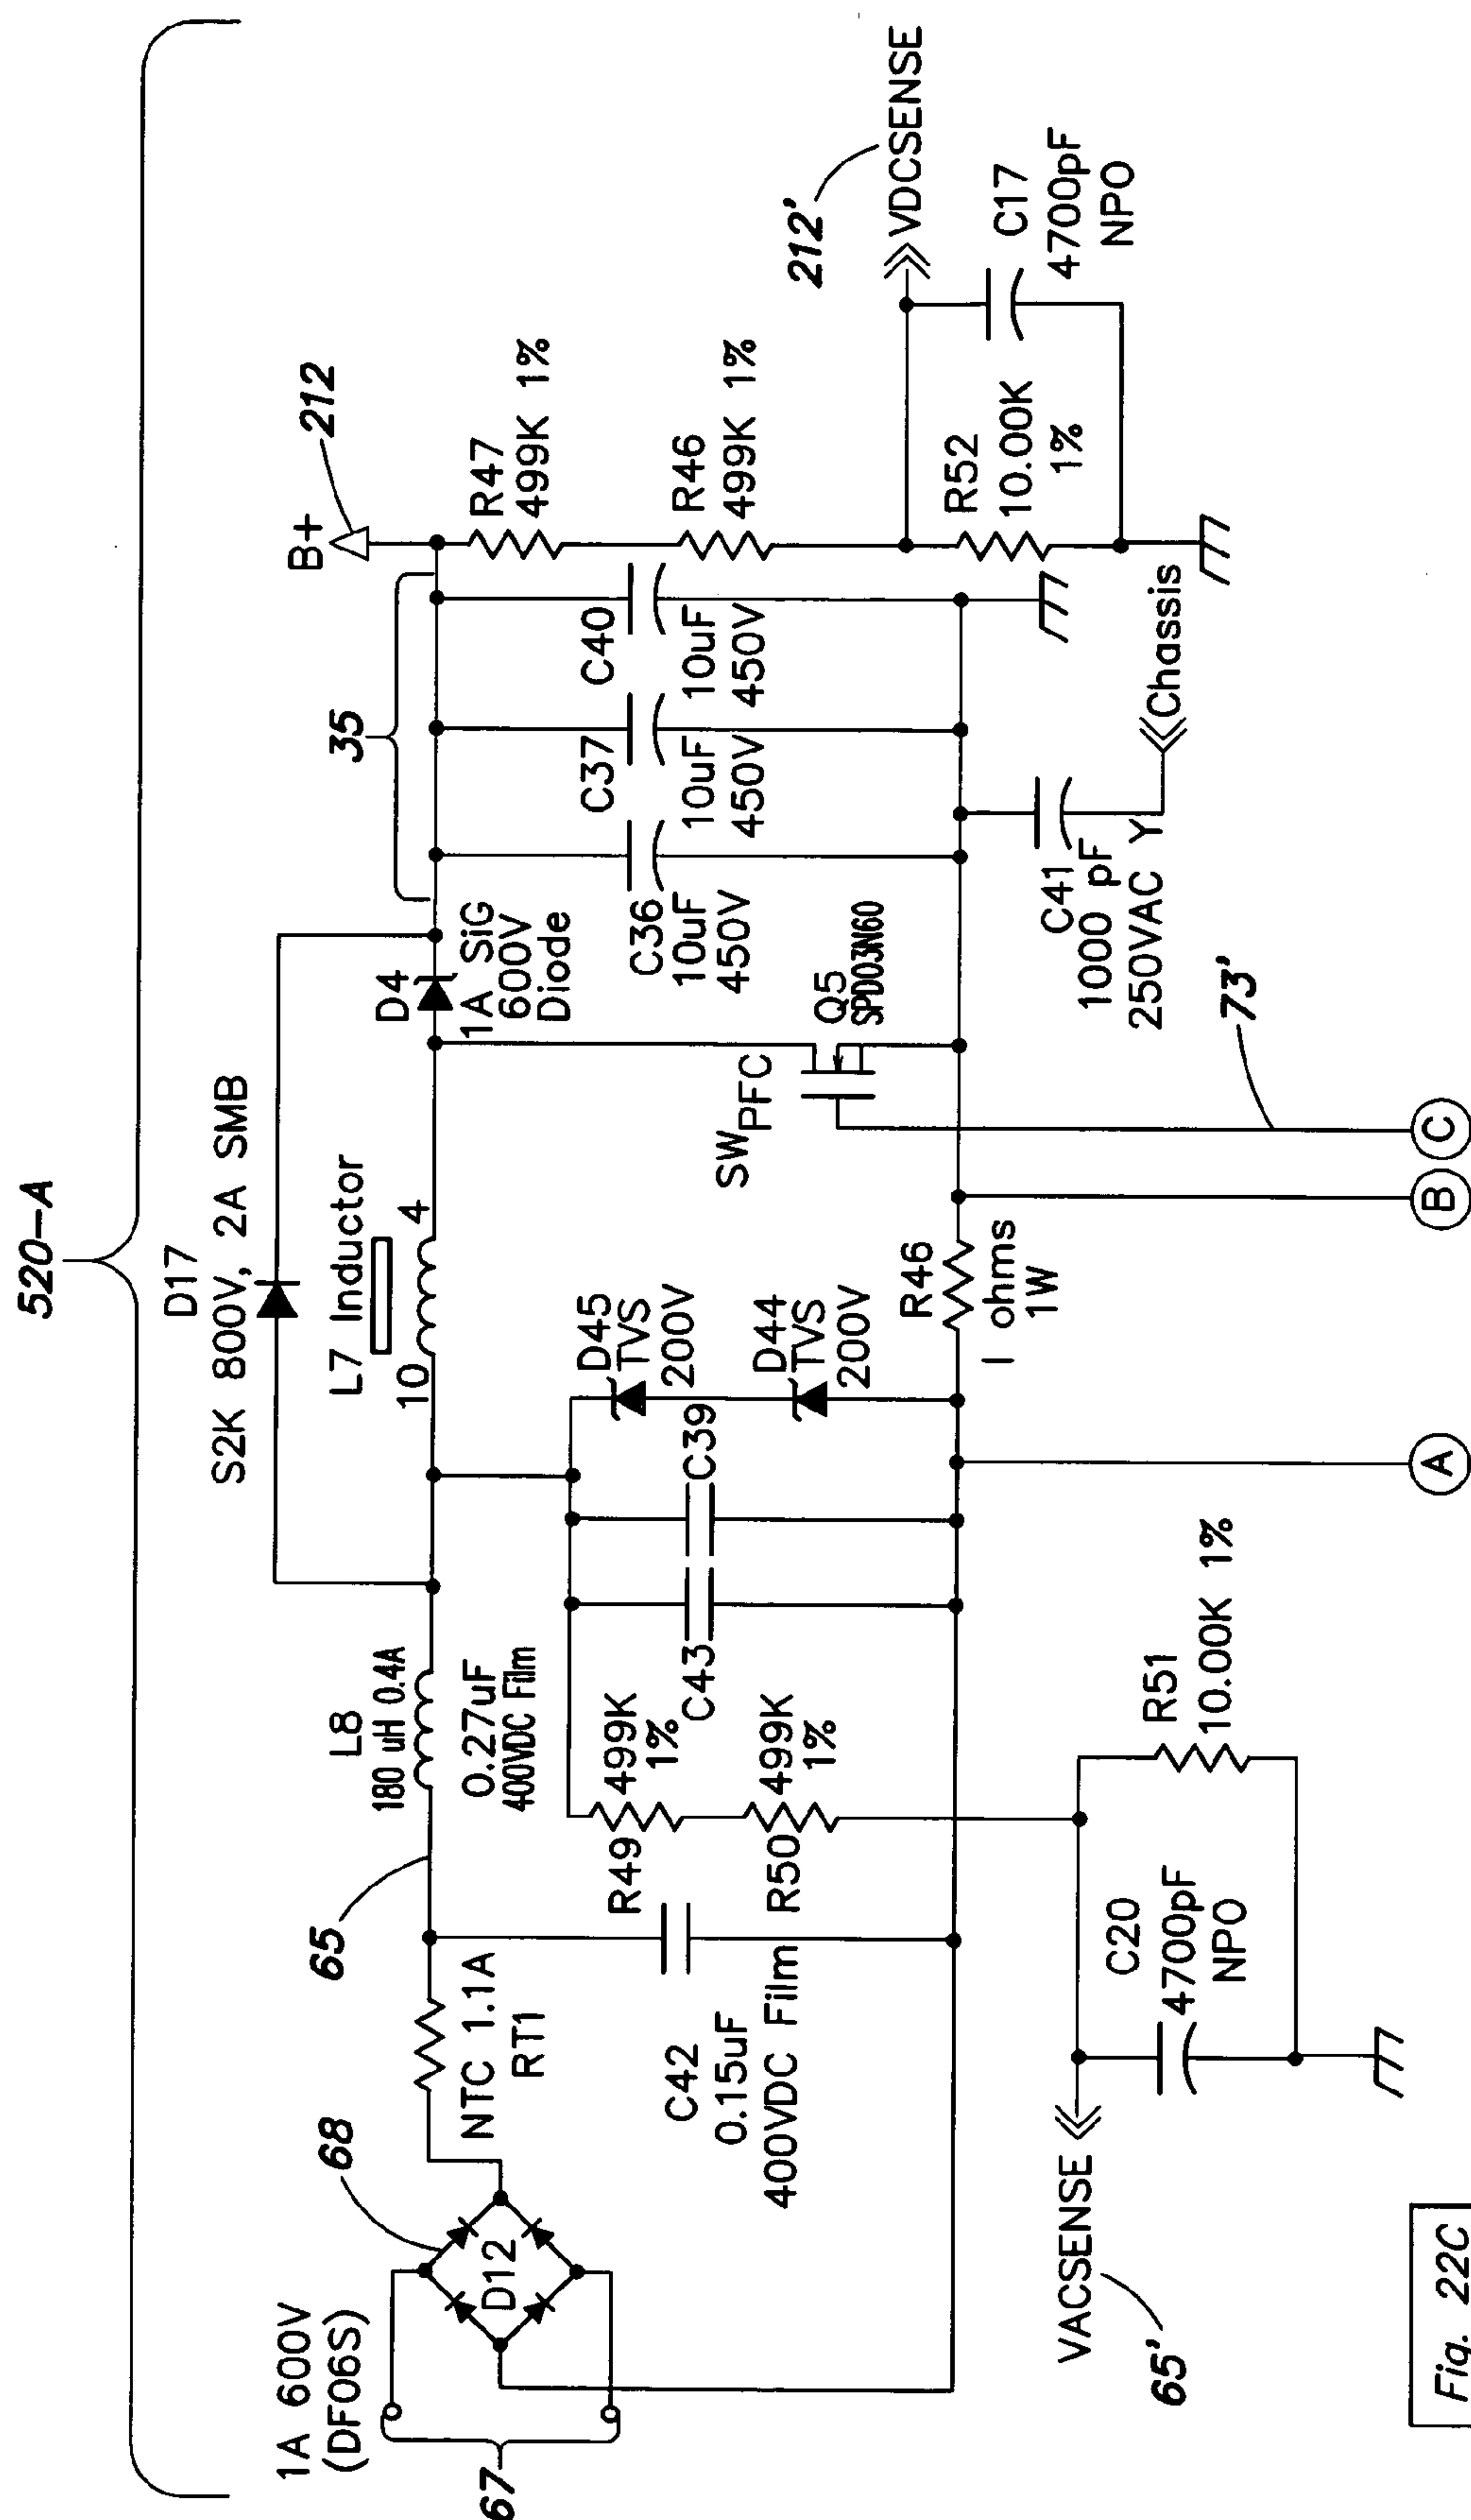 520-A
D17
S2K 800V, 2A SMB
L7 Inductor
10
4
B+
212
35
D4
1A SiG
600V
Diode
R47
499K 1%
R46
499K 1%
212'
VDCSENSE
R52
10.00K
1%
C17
4700pF
NPO
C40
10uF
450V
C37
10uF
450V
C36
10uF
450V
Q5
SPD03N60
SWPFC
C41
1000 pF
250VAC Y
Chassis
73'
D45
TVS
200V
D44
TVS
200V
R46
1 ohms
1W
C39
C43
L8
180 uH 0.4A
0.27uF
400VDC Film
65
R49
499K
1%
R50
499K
1%
NTC 1.1A
RT1
C42
0.15uF
400VDC Film
1A 600V
(DF06S)
68
D12
67
R51
10.00K 1%
C20
4700pF
NPO
VACSENSE
65'
A
B
C
Fig. 22C